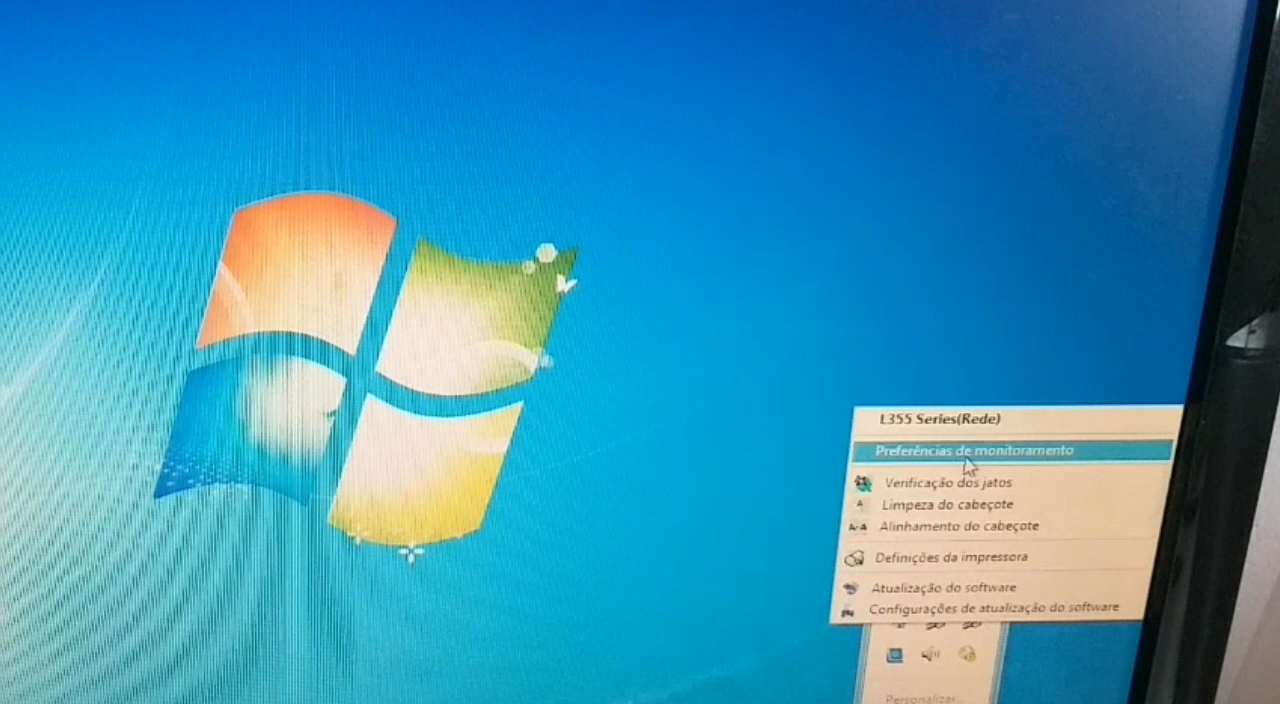 L355 Series(Rede)
Preferências de monitoramento
Verificação dos jatos
Limpeza do cabeçote
Alinhamento do cabeçote
Definições da impressora
Atualização do software
Configurações de atualização do software
Personalizar...